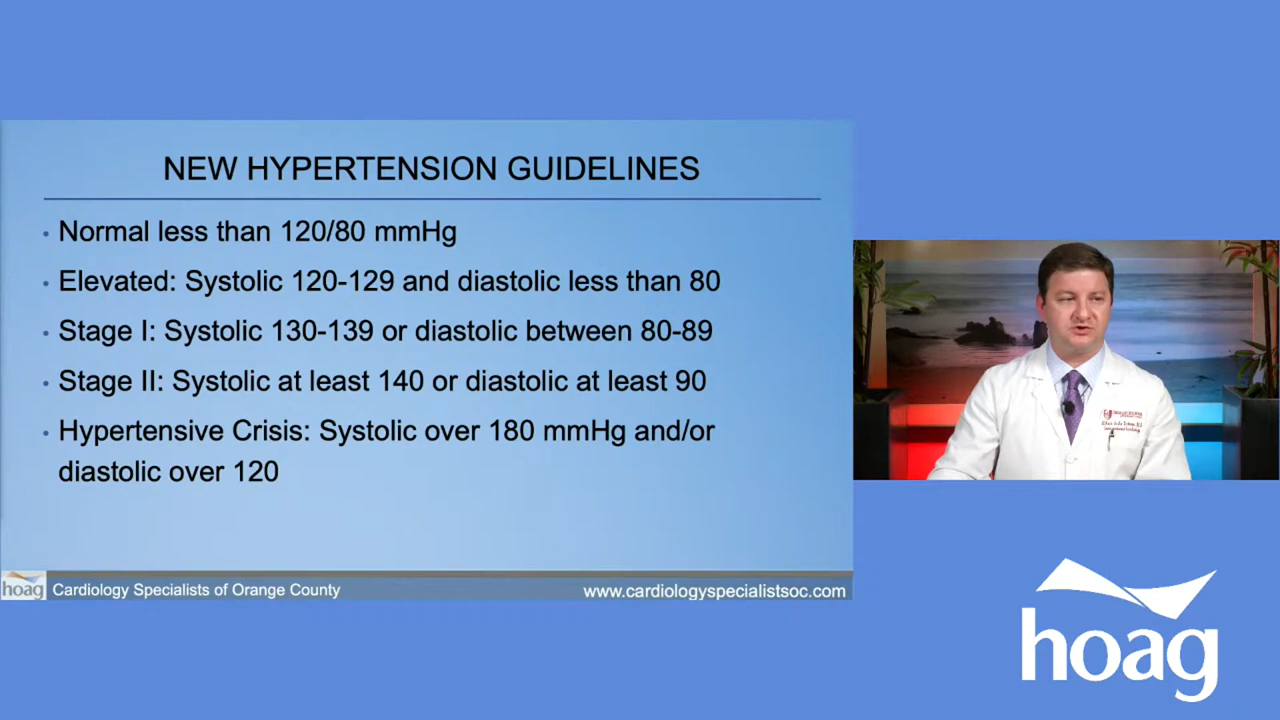 NEW HYPERTENSION GUIDELINES
• Normal less than 120/80 mmHg
• Elevated: Systolic 120-129 and diastolic less than 80
• Stage I: Systolic 130-139 or diastolic between 80-89
• Stage II: Systolic at least 140 or diastolic at least 90
• Hypertensive Crisis: Systolic over 180 mmHg and/or
diastolic over 120
hoag Cardiology Specialists of Orange County
www.cardiologyspecialistsoc.com
hoag